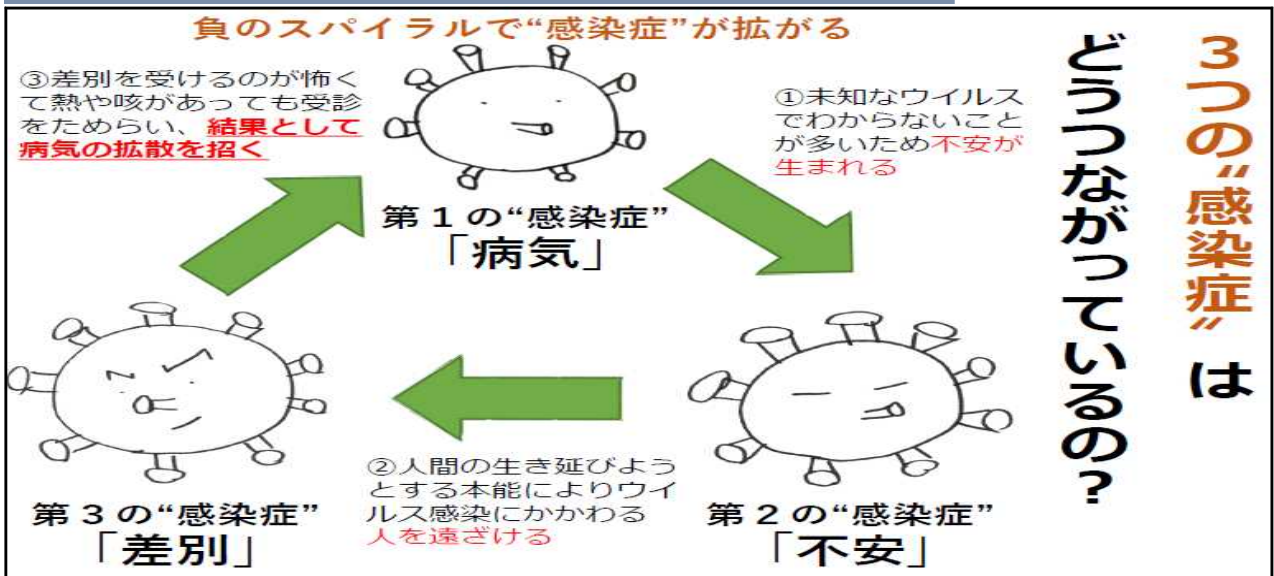 3つの“感染症”は
どうつながっているの?
負のスパイラルで“感染症”が拡がる
第1の“感染症”
「病気」
①未知なウイルス
でわからないこと
が多いため不安が
生まれる
第2の“感染症”
「不安」
②人間の生き延びよう
とする本能によりウイ
ルス感染にかかわる
人を遠ざける
第3の“感染症”
「差別」
③差別を受けるのが怖く
て熱や咳があっても受診
をためらい、結果として
病気の拡散を招く